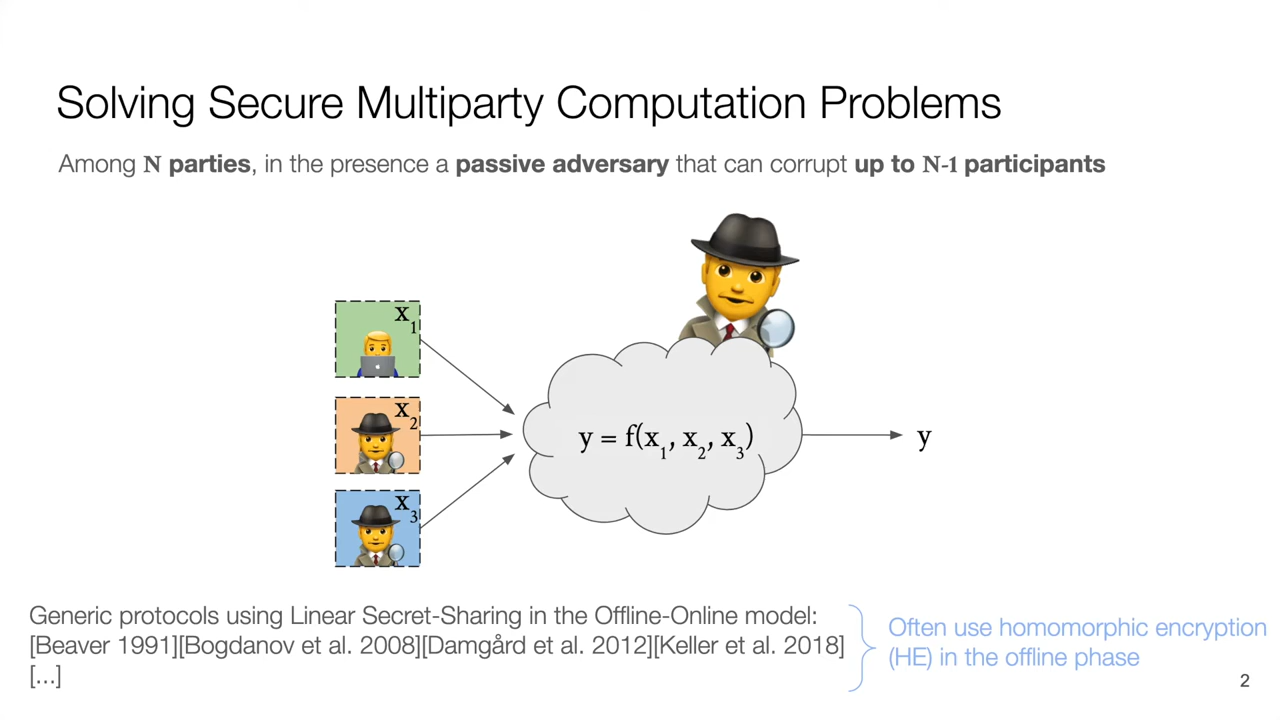 Solving Secure Multiparty Computation Problems
Among N parties, in the presence a passive adversary that can corrupt up to N-1 participants
x1
x2
x3
y = f(x1, x2, x3)
y
Generic protocols using Linear Secret-Sharing in the Offline-Online model:
[Beaver 1991][Bogdanov et al. 2008][Damgård et al. 2012][Keller et al. 2018]
[...]
Often use homomorphic encryption
(HE) in the offline phase
2